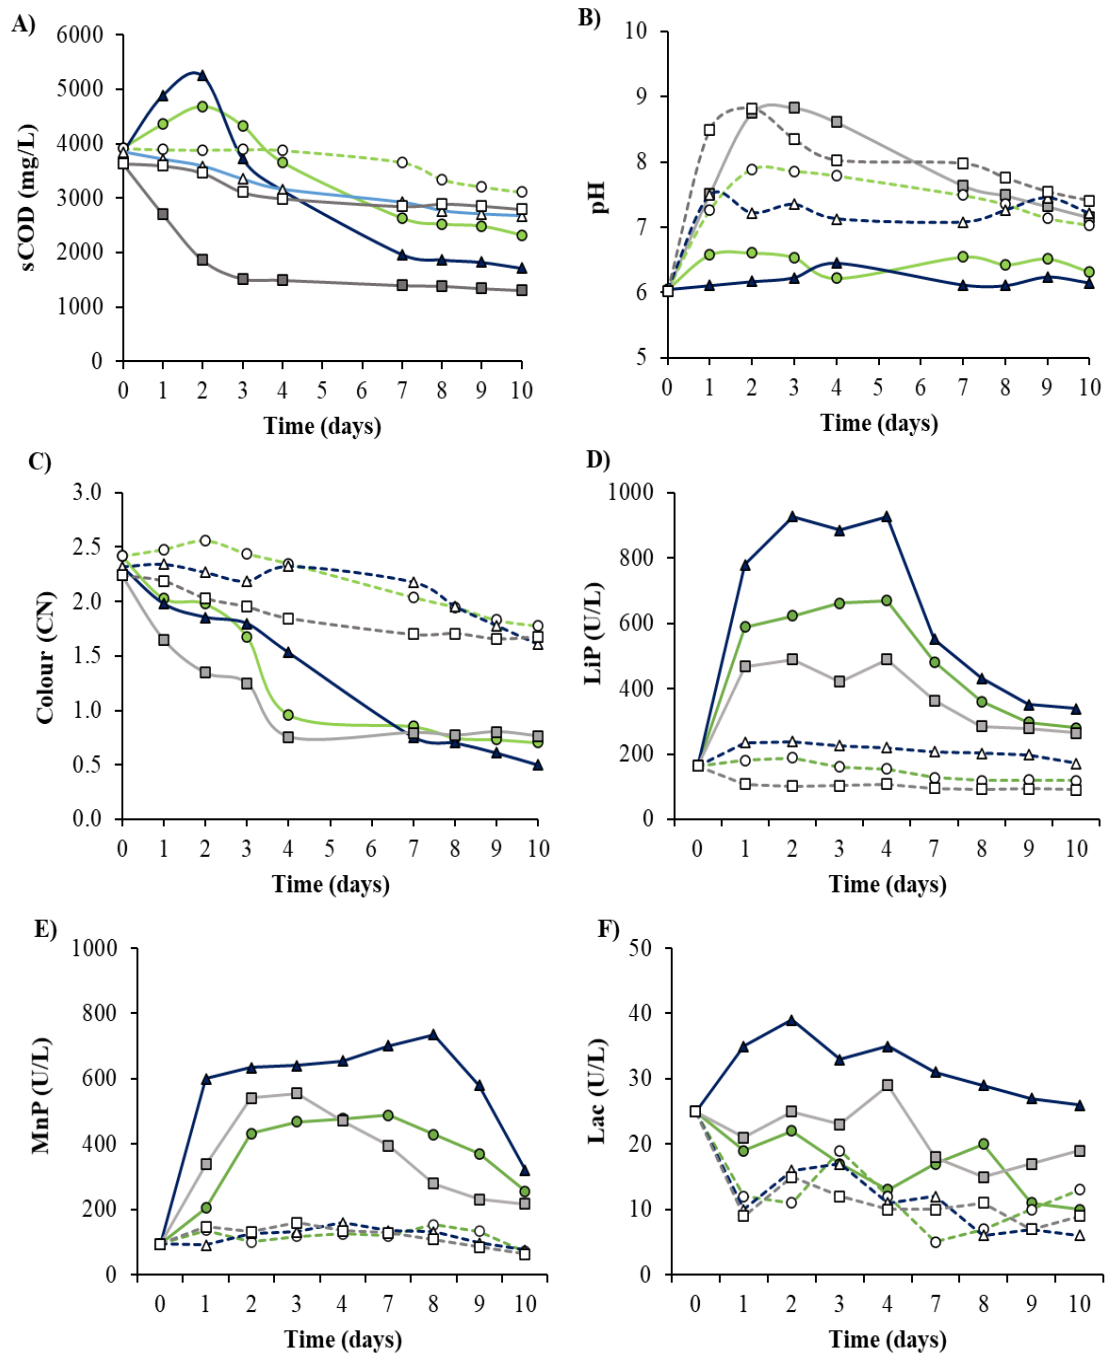 A)
sCOD (mg/L)
6000
5000
4000
3000
2000
1000
0
0 1 2 3 4 5 6 7 8 9 10
Time (days)
B)
pH
10
9
8
7
6
5
0 1 2 3 4 5 6 7 8 9 10
Time (days)
C)
Colour (CN)
3.0
2.5
2.0
1.5
1.0
0.5
0.0
0 1 2 3 4 5 6 7 8 9 10
Time (days)
D)
LiP (U/L)
1000
800
600
400
200
0
0 1 2 3 4 7 8 9 10
Time (days)
E)
MnP (U/L)
1000
800
600
400
200
0
0 1 2 3 4 7 8 9 10
Time (days)
F)
Lac (U/L)
50
40
30
20
10
0
0 1 2 3 4 7 8 9 10
Time (days)